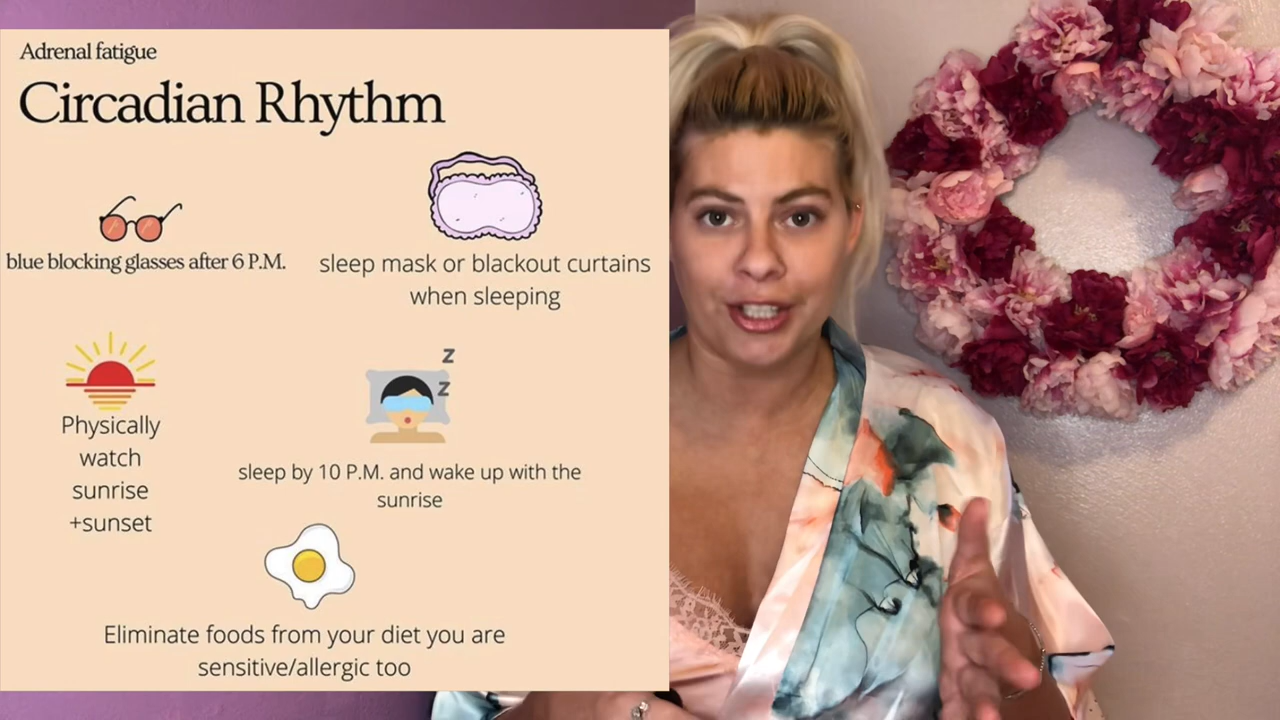 Adrenal fatigue
Circadian Rhythm
blue blocking glasses after 6 P.M.
sleep mask or blackout curtains
when sleeping
Z
Z
Physically
watch
sunrise
+sunset
sleep by 10 P.M. and wake up with the
sunrise
Eliminate foods from your diet you are
sensitive/allergic too